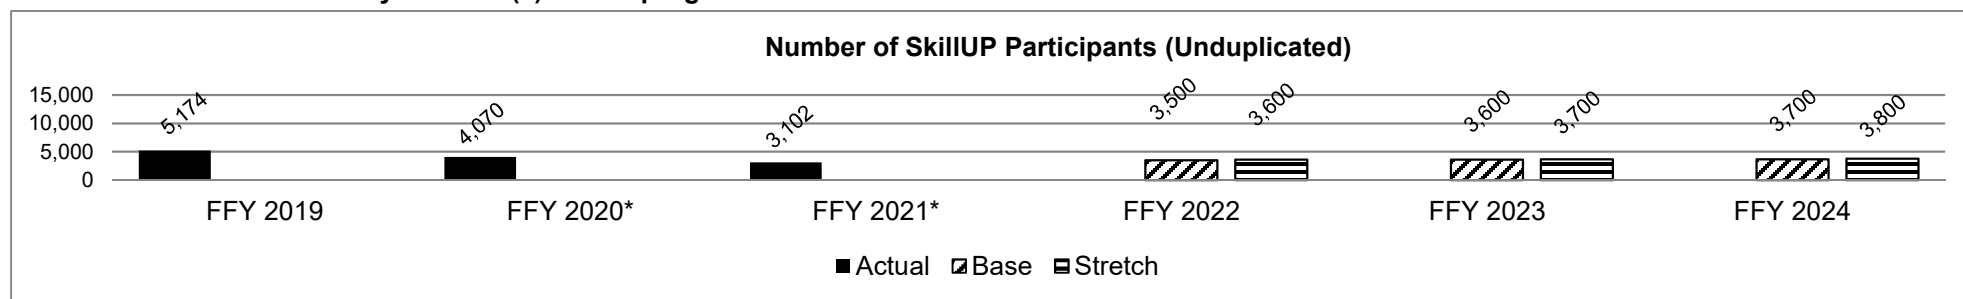 Number of SkillUP Participants (Unduplicated)
15,000
10,000
5,000
0
5,174
4,070
3,102
3,500
3,600
3,600
3,700
3,700
3,800
FFY 2019
FFY 2020*
FFY 2021*
FFY 2022
FFY 2023
FFY 2024
Actual Base Stretch